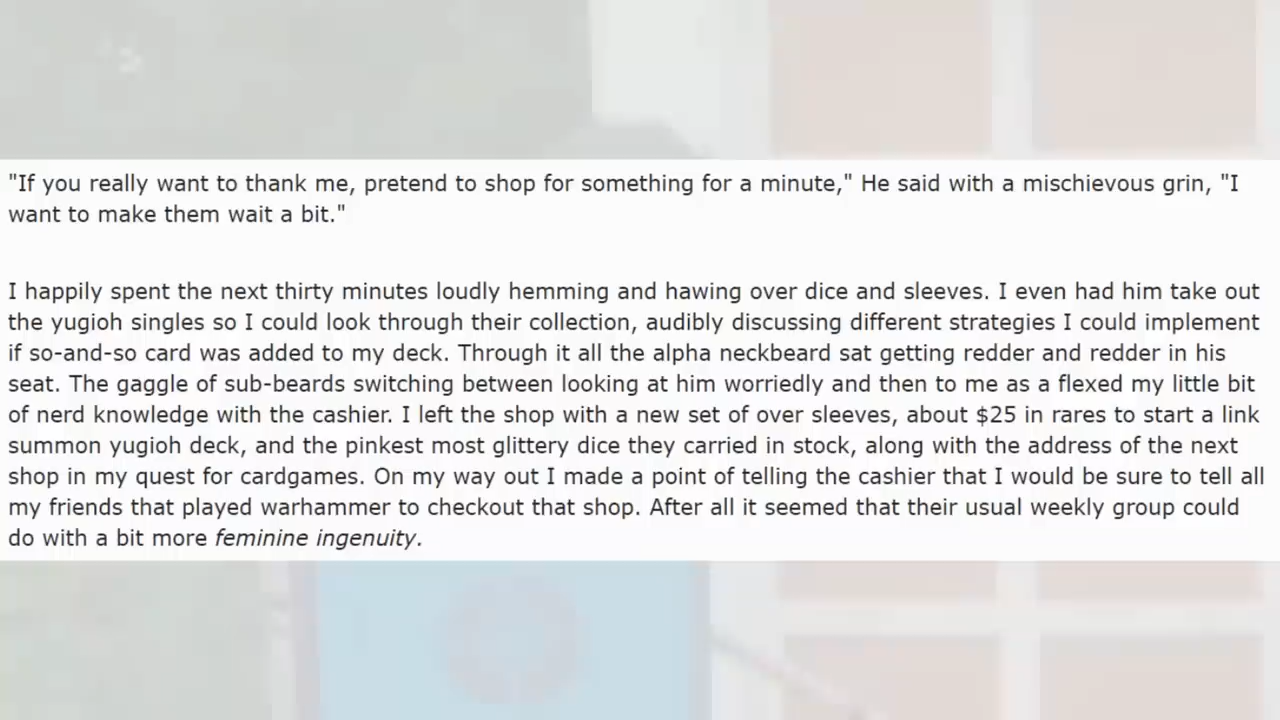 "If you really want to thank me, pretend to shop for something for a minute," He said with a mischievous grin, "I
want to make them wait a bit."
I happily spent the next thirty minutes loudly hemming and hawing over dice and sleeves. I even had him take out
the yugioh singles so I could look through their collection, audibly discussing different strategies I could implement
if so-and-so card was added to my deck. Through it all the alpha neckbeard sat getting redder and redder in his
seat. The gaggle of sub-beards switching between looking at him worriedly and then to me as a flexed my little bit
of nerd knowledge with the cashier. I left the shop with a new set of over sleeves, about $25 in rares to start a link
summon yugioh deck, and the pinkest most glittery dice they carried in stock, along with the address of the next
shop in my quest for cardgames. On my way out I made a point of telling the cashier that I would be sure to tell all
my friends that played warhammer to checkout that shop. After all it seemed that their usual weekly group could
do with a bit more feminine ingenuity.